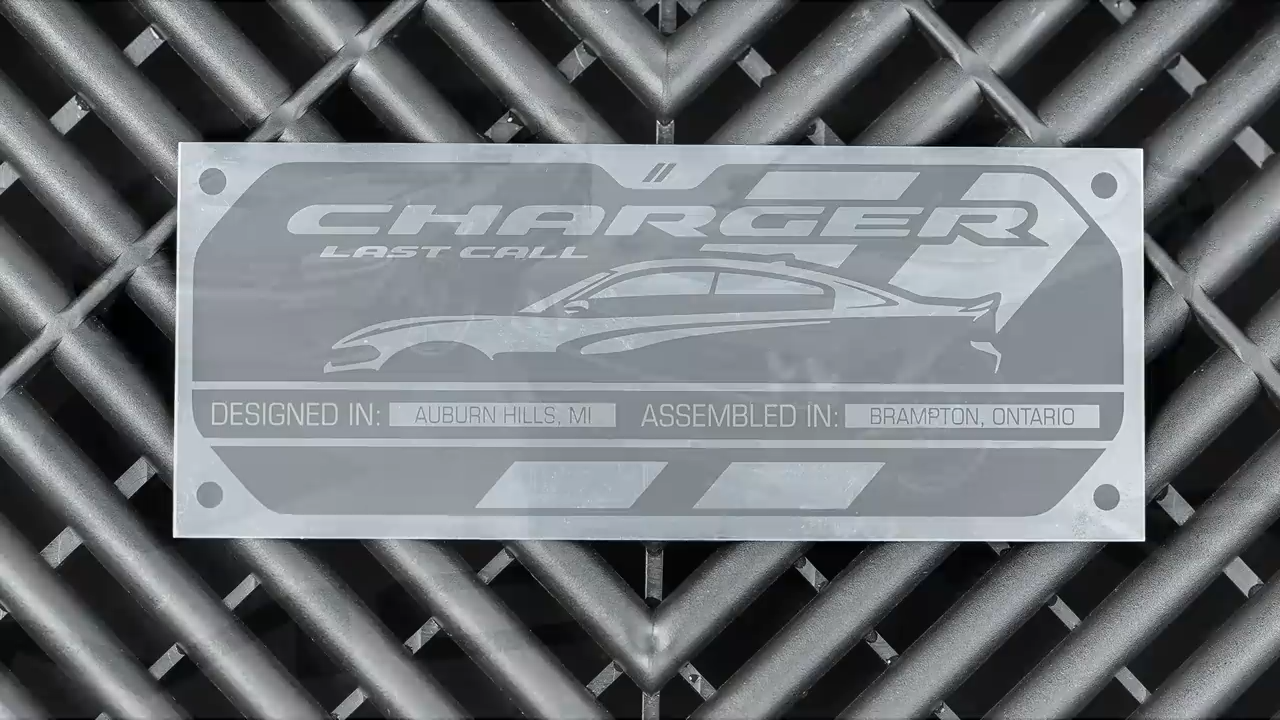 CHARGER
LAST CALL
DESIGNED IN: AUBURN HILLS, MI ASSEMBLED IN: BRAMPTON, ONTARIO